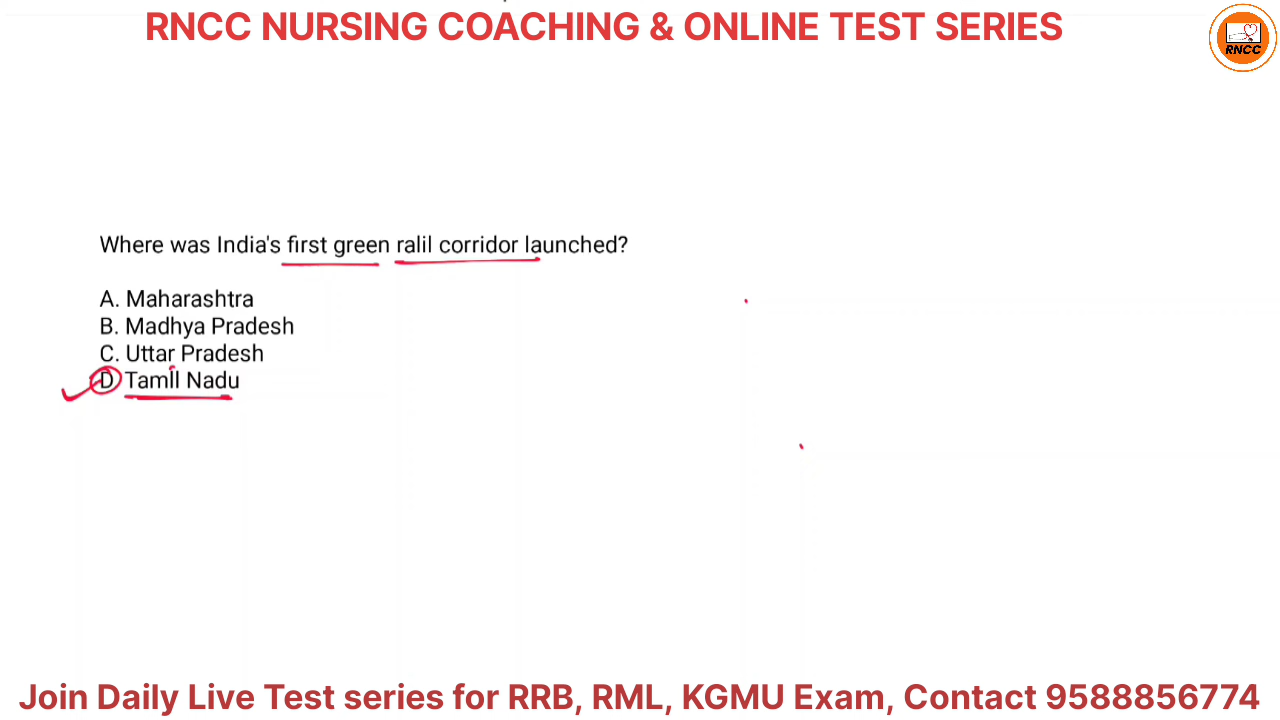 RNCC NURSING COACHING & ONLINE TEST SERIES
RNCC
Where was India's first green ralil corridor launched?
A. Maharashtra
B. Madhya Pradesh
C. Uttar Pradesh
D. Tamil Nadu
Join Daily Live Test series for RRB, RML, KGMU Exam, Contact 9588856774